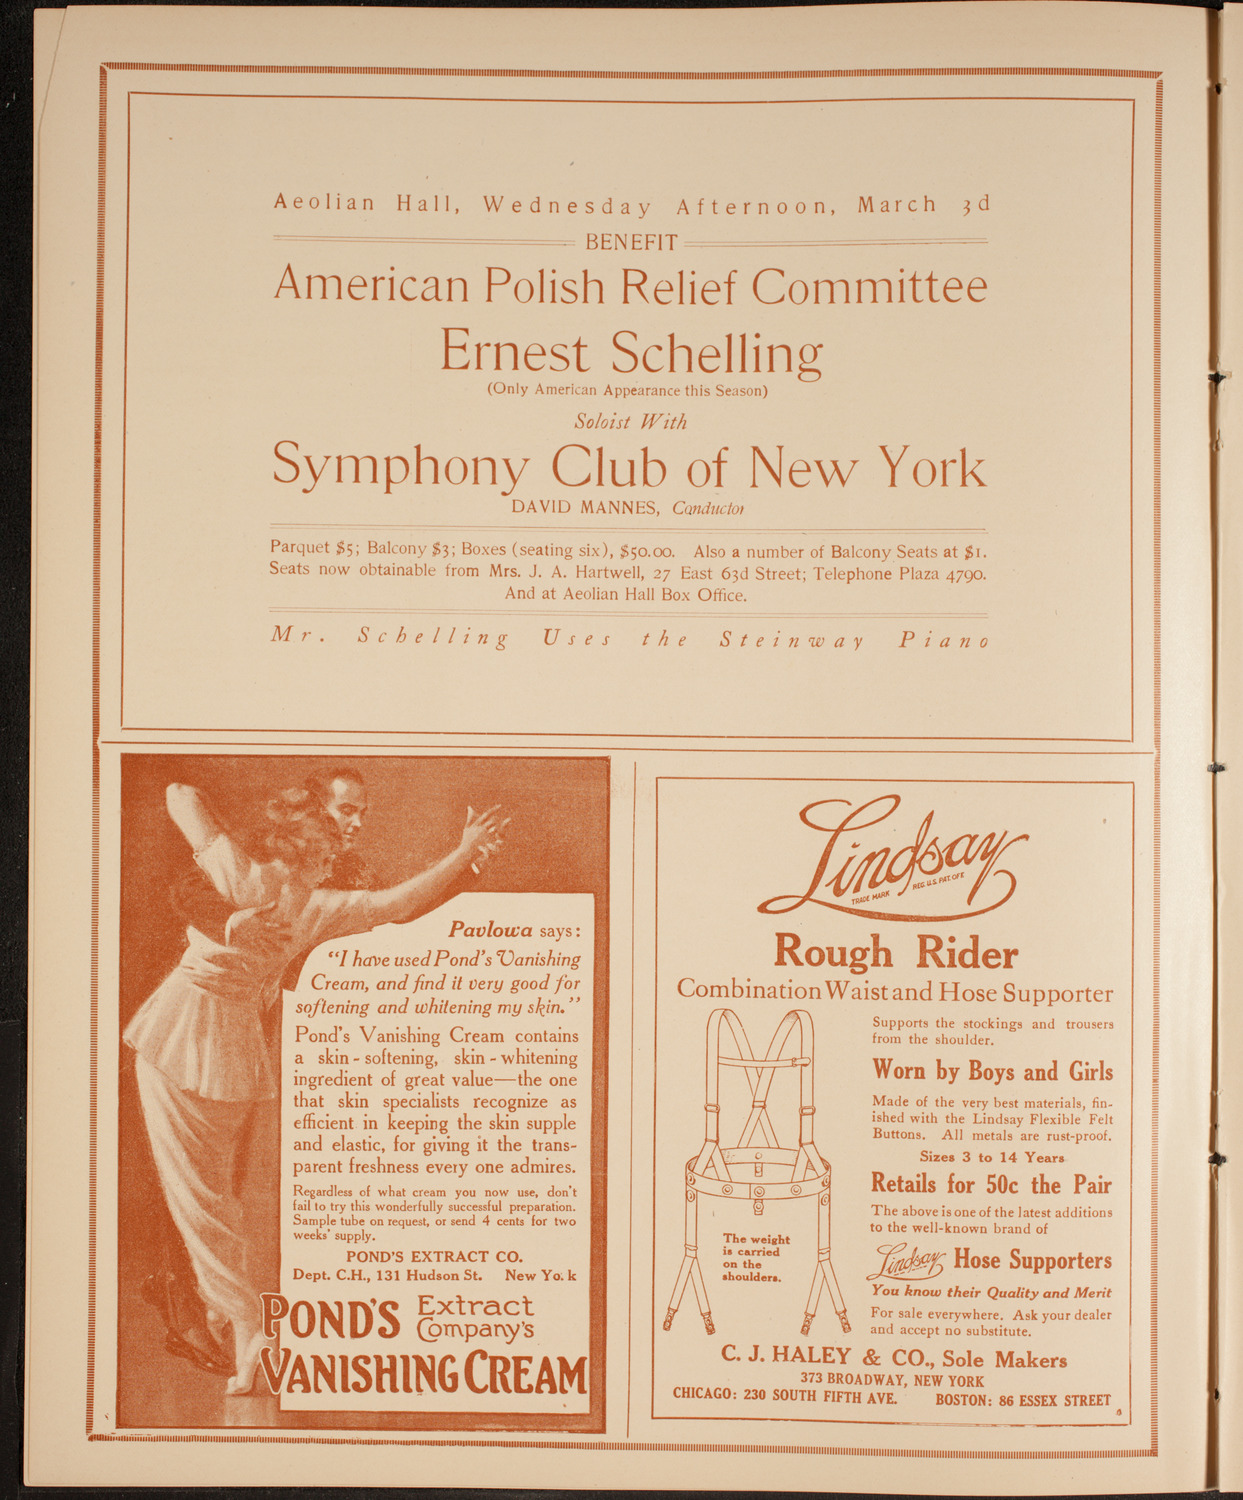 Aeolian Hall, Wednesday Afternoon, March 3d
BENEFIT
American Polish Relief Committee
Ernest Schelling
(Only American Appearance this Season)
Soloist With
Symphony Club of New York
DAVID MANNES, Conductor
Parquet $5; Balcony $3; Boxes (seating six), $50.00. Also a number of Balcony Seats at $1.
Seats now obtainable from Mrs. J. A. Hartwell, 27 East 63d Street; Telephone Plaza 4790.
And at Aeolian Hall Box Office.
Mr. Schelling Uses the Steinway Piano
Pavlowa says:
"I have used Pond's Vanishing
Cream, and find it very good for
softening and whitening my skin."
Pond's Vanishing Cream contains
a skin-softening, skin-whitening
ingredient of great value—the one
that skin specialists recognize as
efficient in keeping the skin supple
and elastic, for giving it the trans-
parent freshness every one admires.
Regardless of what cream you now use, don't
fail to try this wonderfully successful preparation.
Sample tube on request, or send 4 cents for two
weeks' supply.
POND'S EXTRACT CO.
Dept. C.H., 131 Hudson St. New Yo.k
POND'S Extract
Company's
VANISHING CREAM
Lindsay
TRADE MARK REG. U.S. PAT. OFF.
Rough Rider
Combination Waist and Hose Supporter
Supports the stockings and trousers
from the shoulder.
Worn by Boys and Girls
Made of the very best materials, fin-
ished with the Lindsay Flexible Felt
Buttons. All metals are rust-proof.
Sizes 3 to 14 Years
Retails for 50c the Pair
The above is one of the latest additions
to the well-known brand of
Lindsay Hose Supporters
You know their Quality and Merit
For sale everywhere. Ask your dealer
and accept no substitute.
The weight
is carried
on the
shoulders.
C. J. HALEY & CO., Sole Makers
373 BROADWAY, NEW YORK
CHICAGO: 230 SOUTH FIFTH AVE. BOSTON: 86 ESSEX STREET